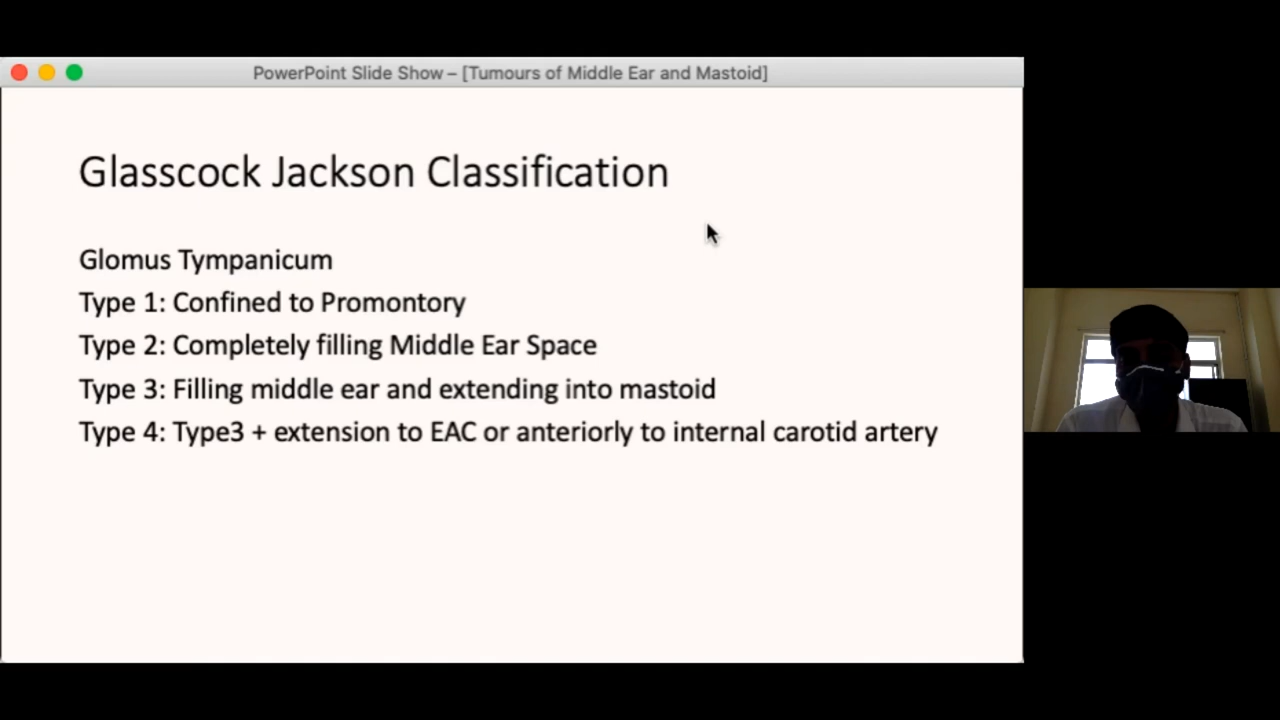 PowerPoint Slide Show – [Tumours of Middle Ear and Mastoid]
Glasscock Jackson Classification
Glomus Tympanicum
Type 1: Confined to Promontory
Type 2: Completely filling Middle Ear Space
Type 3: Filling middle ear and extending into mastoid
Type 4: Type3 + extension to EAC or anteriorly to internal carotid artery